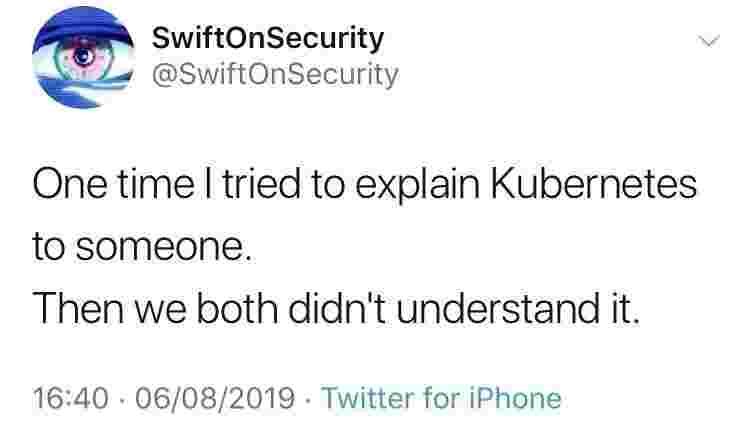 SwiftOnSecurity
@SwiftOnSecurity
One time I tried to explain Kubernetes
to someone.
Then we both didn't understand it.
16:40 · 06/08/2019 · Twitter for iPhone